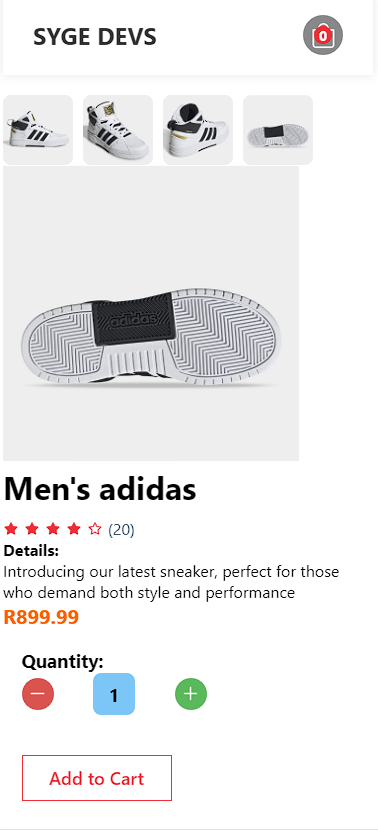 SYGE DEVS
0
adidas
Men's adidas
(20)
Details:
Introducing our latest sneaker, perfect for those
who demand both style and performance
R899.99
Quantity:
1
Add to Cart